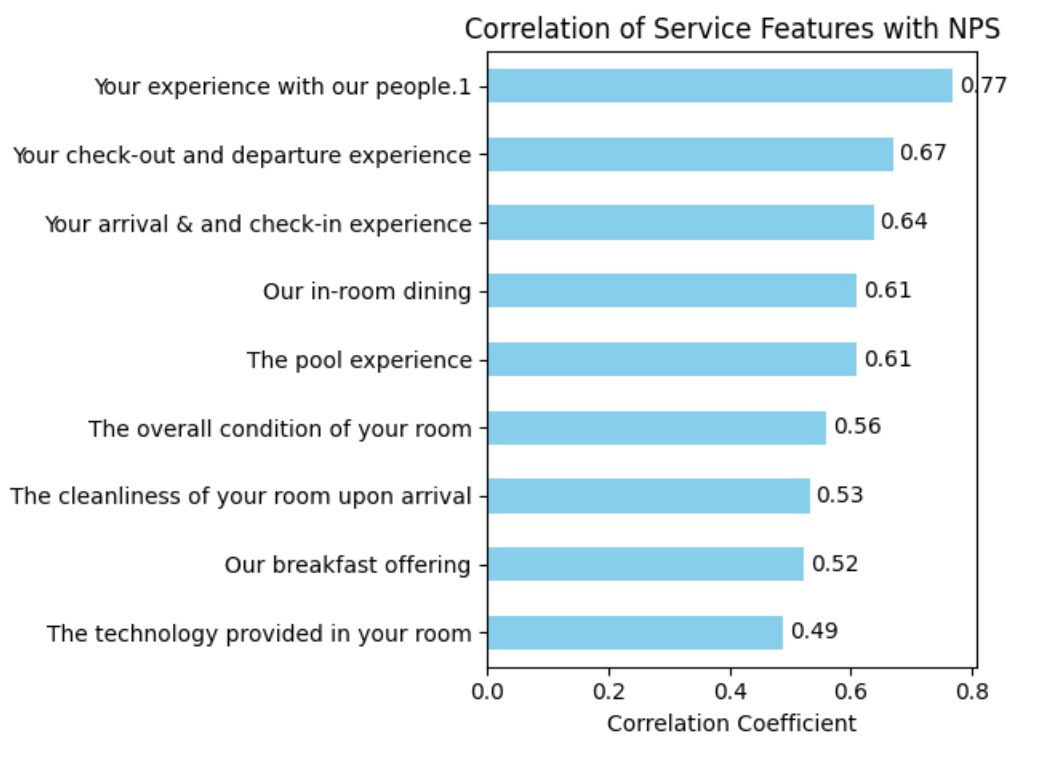 Correlation of Service Features with NPS
Your experience with our people.1
0.77
Your check-out and departure experience
0.67
Your arrival & and check-in experience
0.64
Our in-room dining
0.61
The pool experience
0.61
The overall condition of your room
0.56
The cleanliness of your room upon arrival
0.53
Our breakfast offering
0.52
The technology provided in your room
0.49
0.0 0.2 0.4 0.6 0.8
Correlation Coefficient